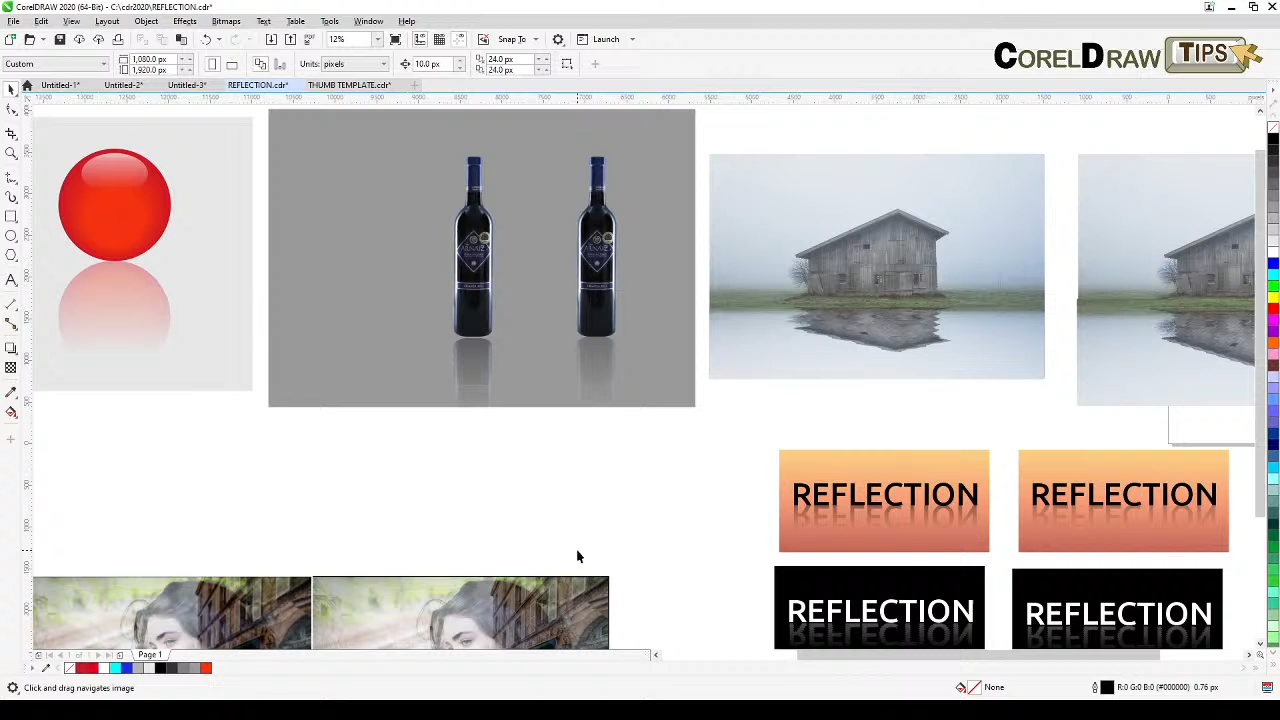 CorelDRAW 2020 (64-Bit) - C:\cdr2020\REFLECTION.cdr*
File Edit View Layout Object Effects Bitmaps Text Table Tools Window Help
12% Snap To Launch
CORELDRAW TIPS
Custom 1,080.0 px 1,920.0 px Units: pixels 10.0 px 24.0 px 24.0 px
Untitled-1* Untitled-2* Untitled-3* REFLECTION.cdr* THUMB TEMPLATE.cdr*
REFLECTION REFLECTION
REFLECTION REFLECTION
1 of 1 Page 1
Click and drag navigates image None R:0 G:0 B:0 (#000000) 0.76 px